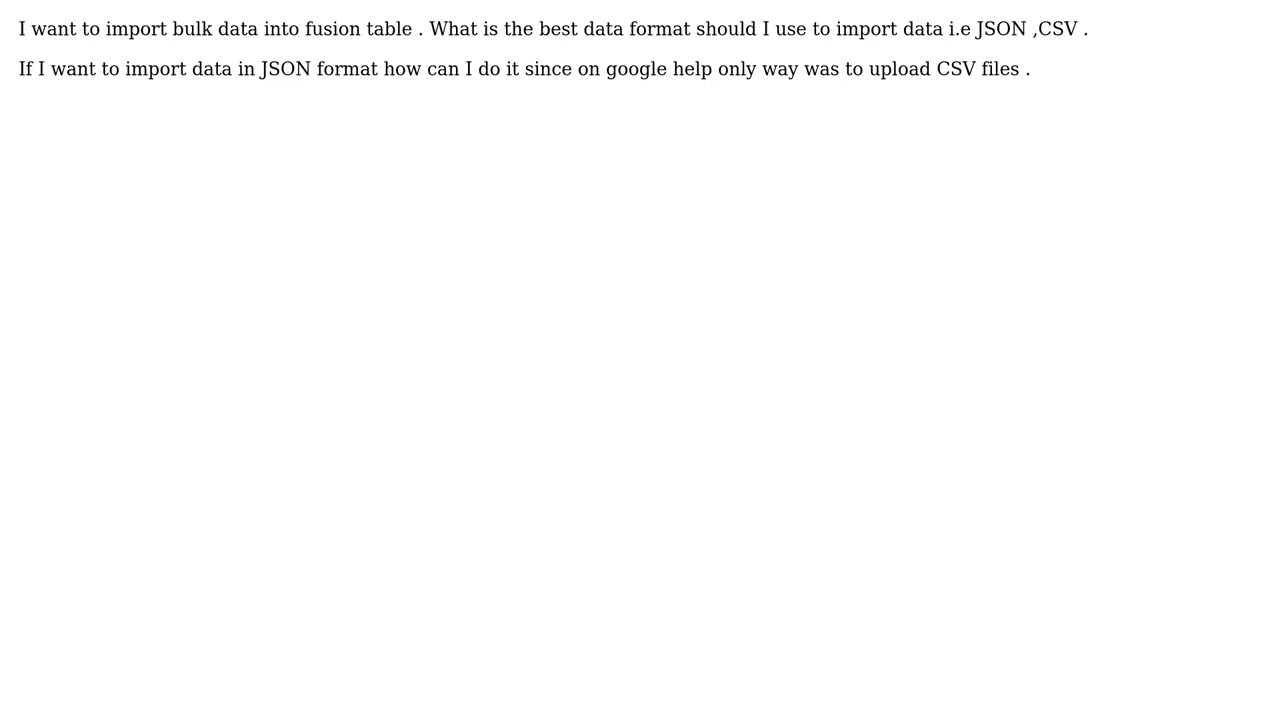 I want to import bulk data into fusion table . What is the best data format should I use to import data i.e JSON ,CSV .
If I want to import data in JSON format how can I do it since on google help only way was to upload CSV files .